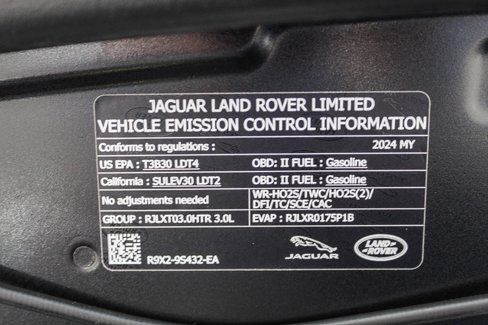 JAGUAR LAND ROVER LIMITED
VEHICLE EMISSION CONTROL INFORMATION
Conforms to regulations : 2024 MY
US EPA : T3B30 LDT4 OBD: II FUEL : Gasoline
California : SULEV30 LDT2 OBD: II FUEL : Gasoline
No adjustments needed WR-HO2S/TWC/HO2S(2)/
DFI/TC/SCE/CAC
GROUP : RJLXT03.0HTR 3.0L EVAP : RJLXR0175P1B
R9X2-9S432-EA JAGUAR LAND ROVER